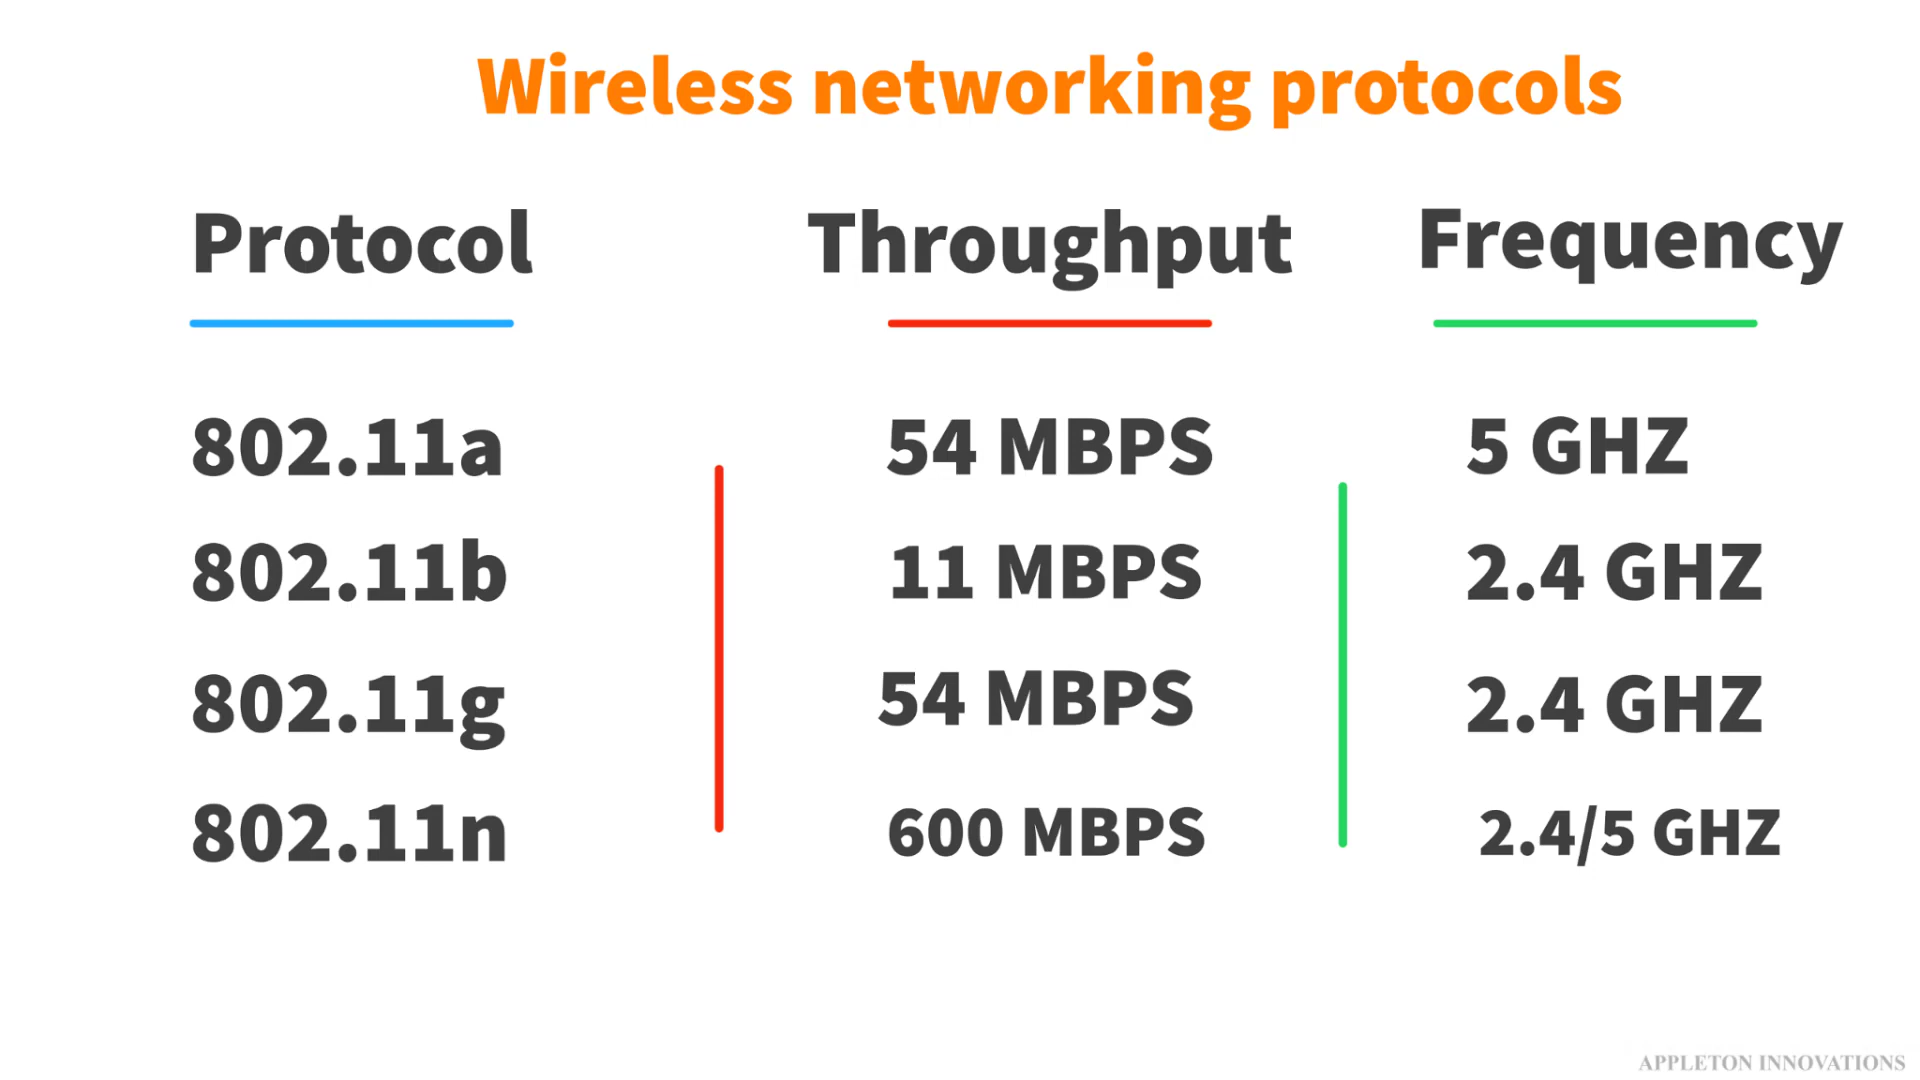 Wireless networking protocols
Protocol Throughput Frequency
802.11a 54 MBPS 5 GHZ
802.11b 11 MBPS 2.4 GHZ
802.11g 54 MBPS 2.4 GHZ
802.11n 600 MBPS 2.4/5 GHZ
APPLETON INNOVATIONS